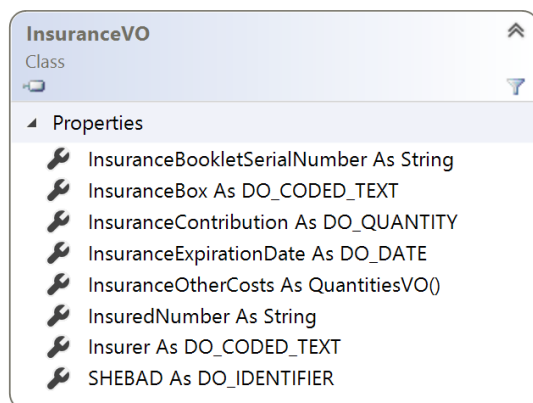 InsuranceVO
Class
Properties
InsuranceBookletSerialNumber As String
InsuranceBox As DO_CODED_TEXT
InsuranceContribution As DO_QUANTITY
InsuranceExpirationDate As DO_DATE
InsuranceOtherCosts As QuantitiesVO()
InsuredNumber As String
Insurer As DO_CODED_TEXT
SHEBAD As DO_IDENTIFIER